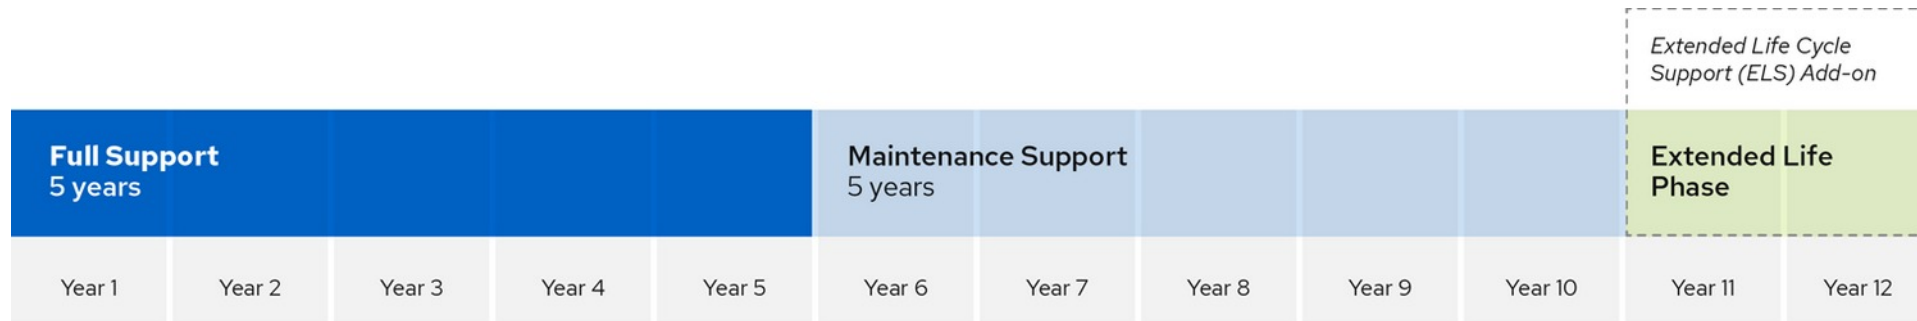 Extended Life Cycle
Support (ELS) Add-on
Full Support
5 years
Maintenance Support
5 years
Extended Life
Phase
Year 1
Year 2
Year 3
Year 4
Year 5
Year 6
Year 7
Year 8
Year 9
Year 10
Year 11
Year 12